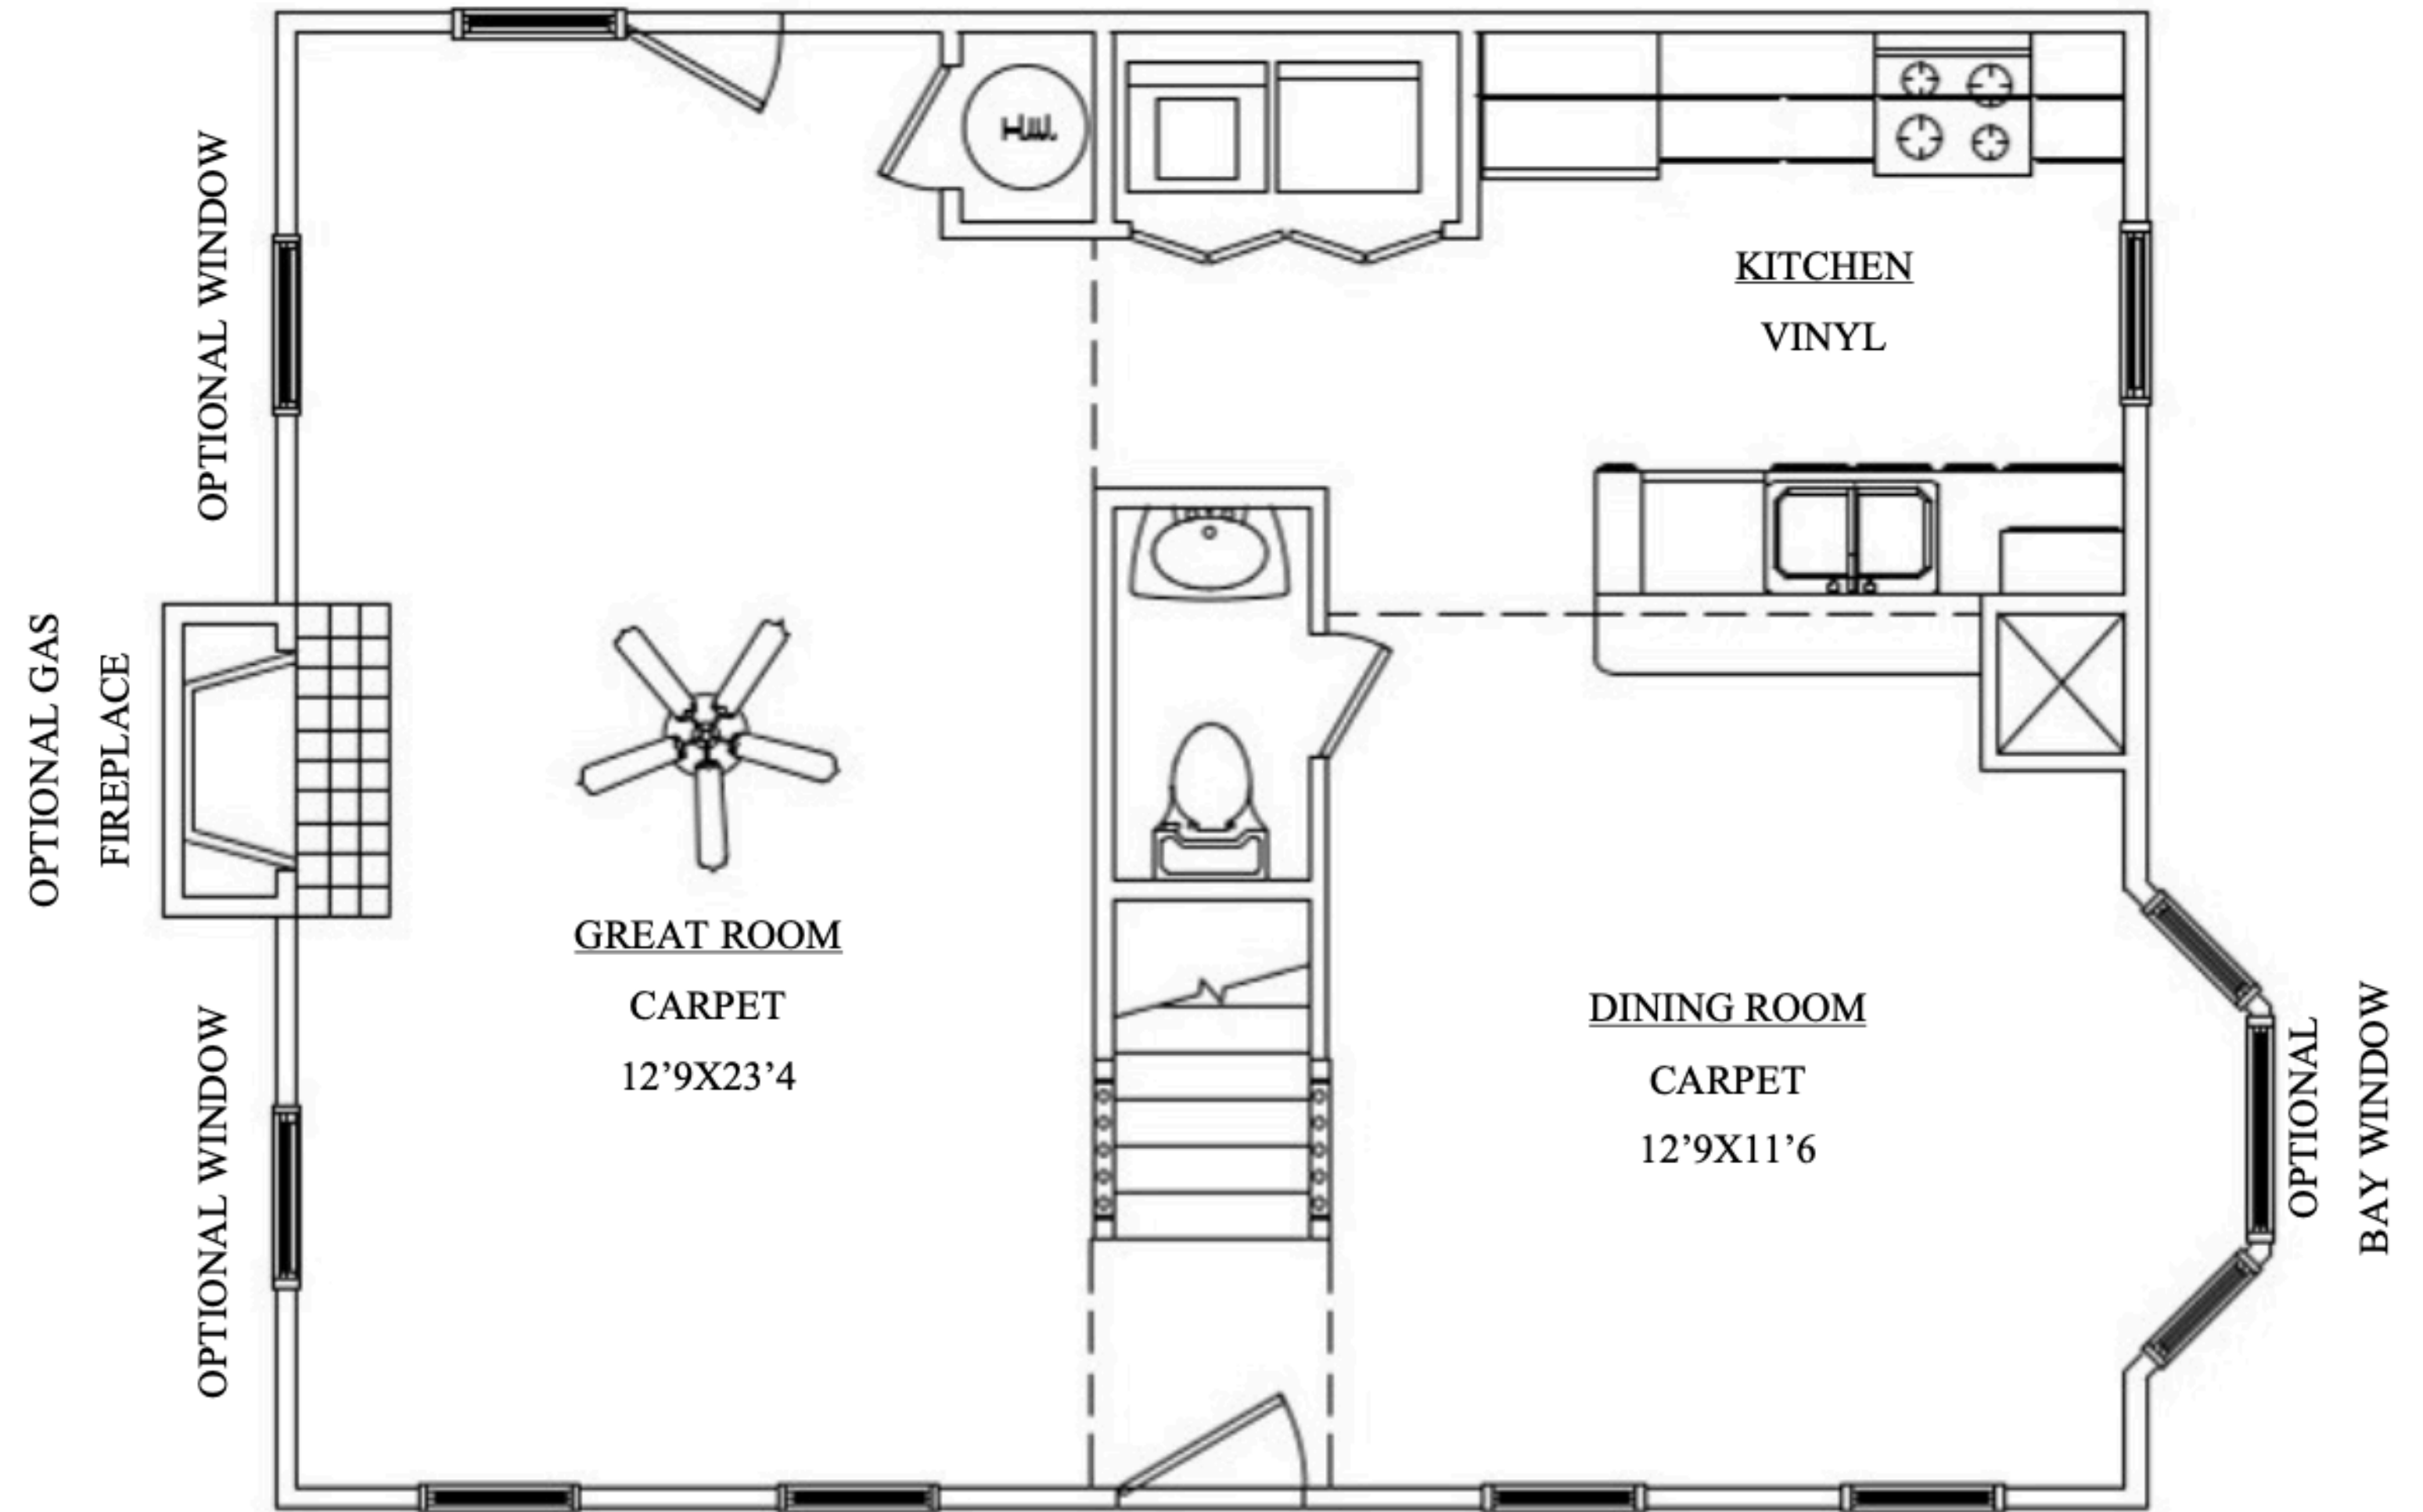 OPTIONAL WINDOW
H.W.
KITCHEN
VINYL
OPTIONAL GAS
FIREPLACE
GREAT ROOM
CARPET
12’9X23’4
DINING ROOM
CARPET
12’9X11’6
OPTIONAL WINDOW
OPTIONAL
BAY WINDOW